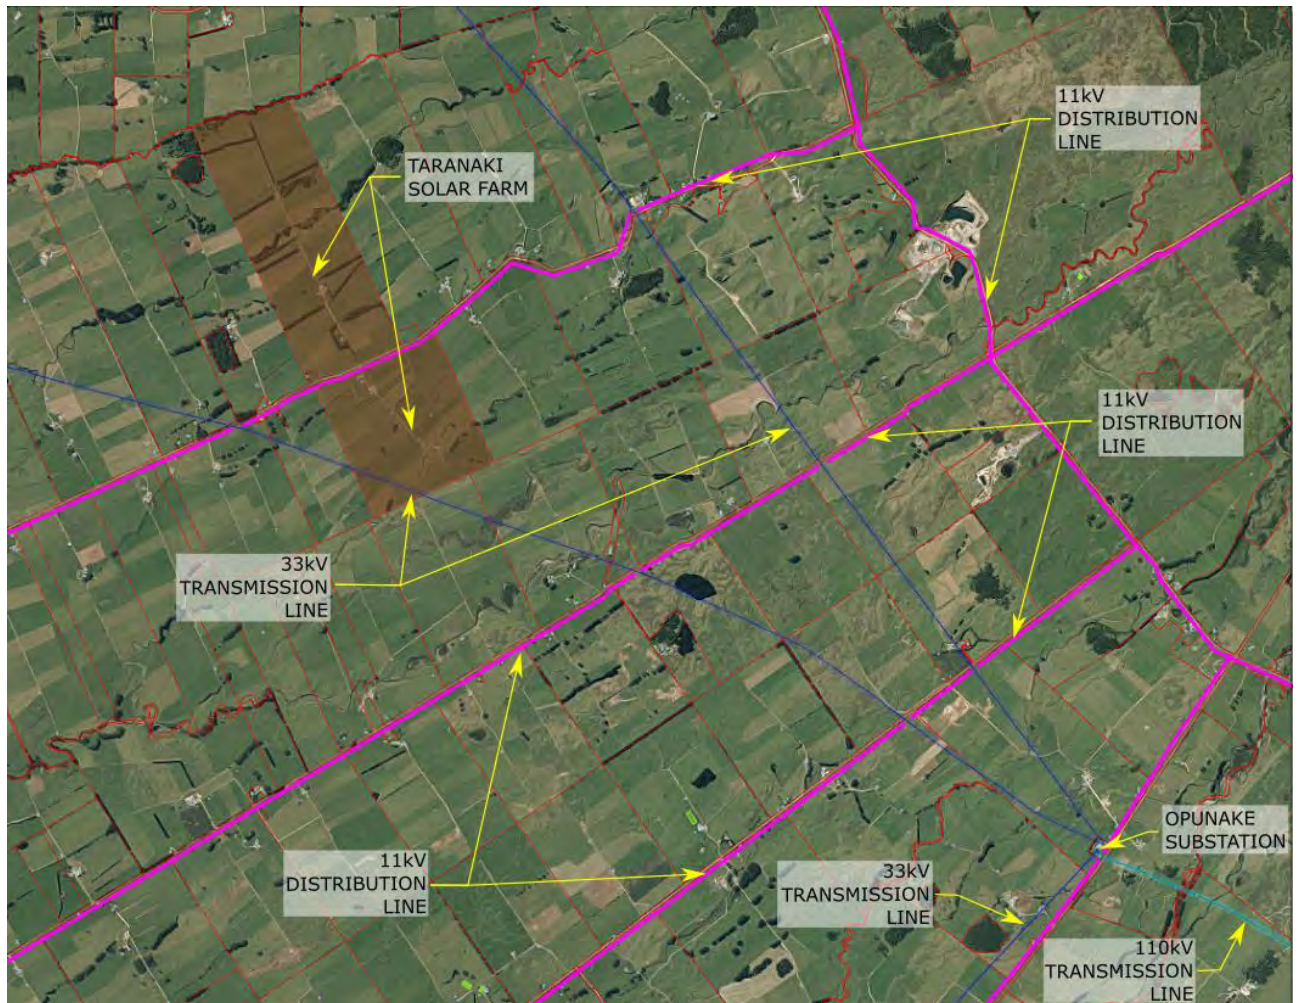 11kV
DISTRIBUTION
LINE
TARANAKI
SOLAR FARM
11kV
DISTRIBUTION
LINE
33kV
TRANSMISSION
LINE
OPUNAKE
SUBSTATION
11kV
DISTRIBUTION
LINE
33kV
TRANSMISSION
LINE
110kV
TRANSMISSION
LINE